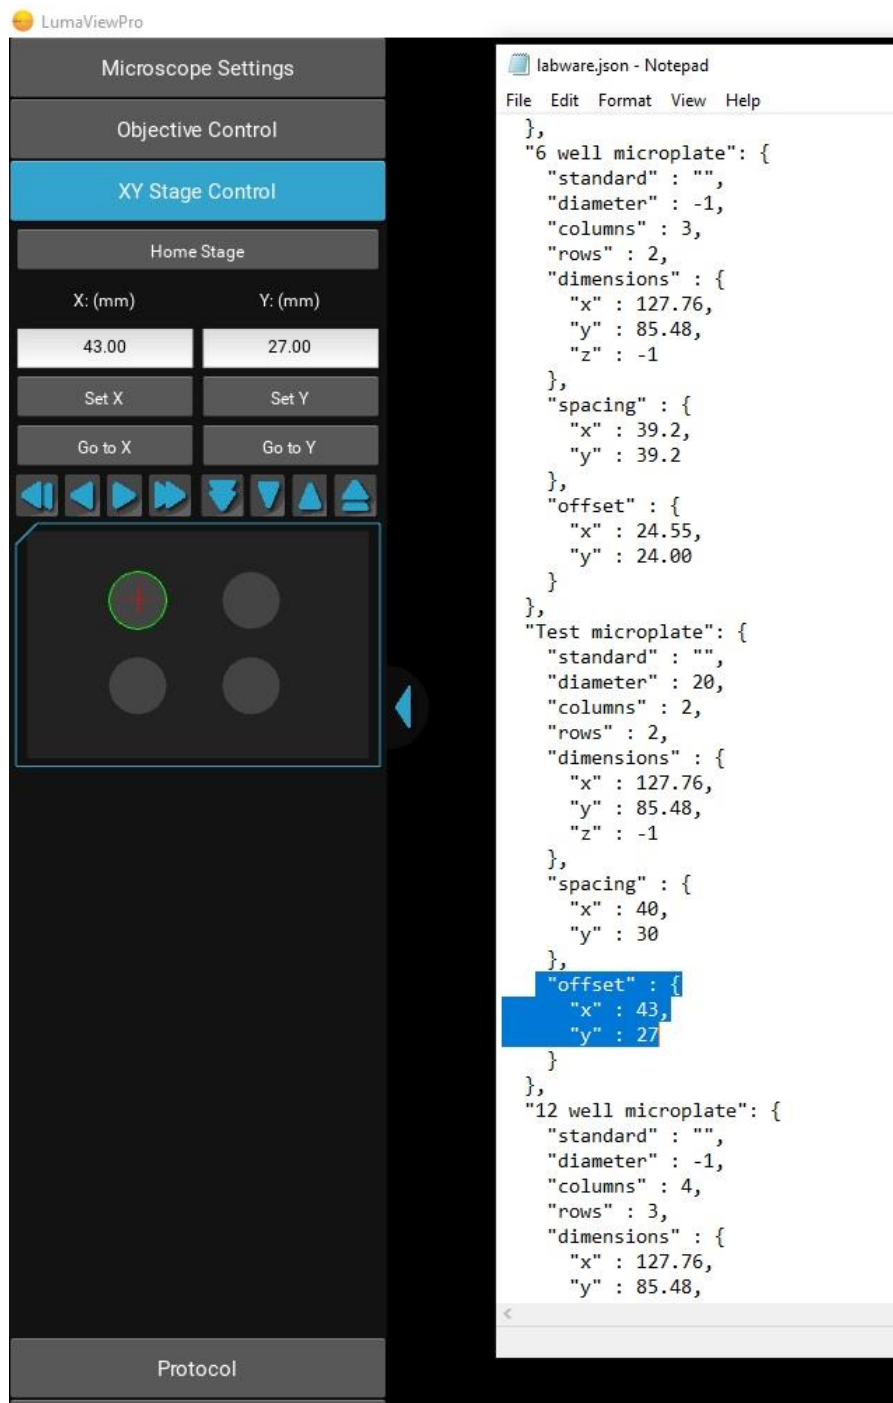 LumaViewPro
Microscope Settings
Objective Control
XY Stage Control
Home Stage
X: (mm) Y: (mm)
43.00 27.00
Set X Set Y
Go to X Go to Y
Protocol
labware.json - Notepad
File Edit Format View Help
},
"6 well microplate": {
"standard" : "",
"diameter" : -1,
"columns" : 3,
"rows" : 2,
"dimensions" : {
"x" : 127.76,
"y" : 85.48,
"z" : -1
},
"spacing" : {
"x" : 39.2,
"y" : 39.2
},
"offset" : {
"x" : 24.55,
"y" : 24.00
}
},
"Test microplate": {
"standard" : "",
"diameter" : 20,
"columns" : 2,
"rows" : 2,
"dimensions" : {
"x" : 127.76,
"y" : 85.48,
"z" : -1
},
"spacing" : {
"x" : 40,
"y" : 30
},
"offset" : {
"x" : 43,
"y" : 27
}
},
"12 well microplate": {
"standard" : "",
"diameter" : -1,
"columns" : 4,
"rows" : 3,
"dimensions" : {
"x" : 127.76,
"y" : 85.48,